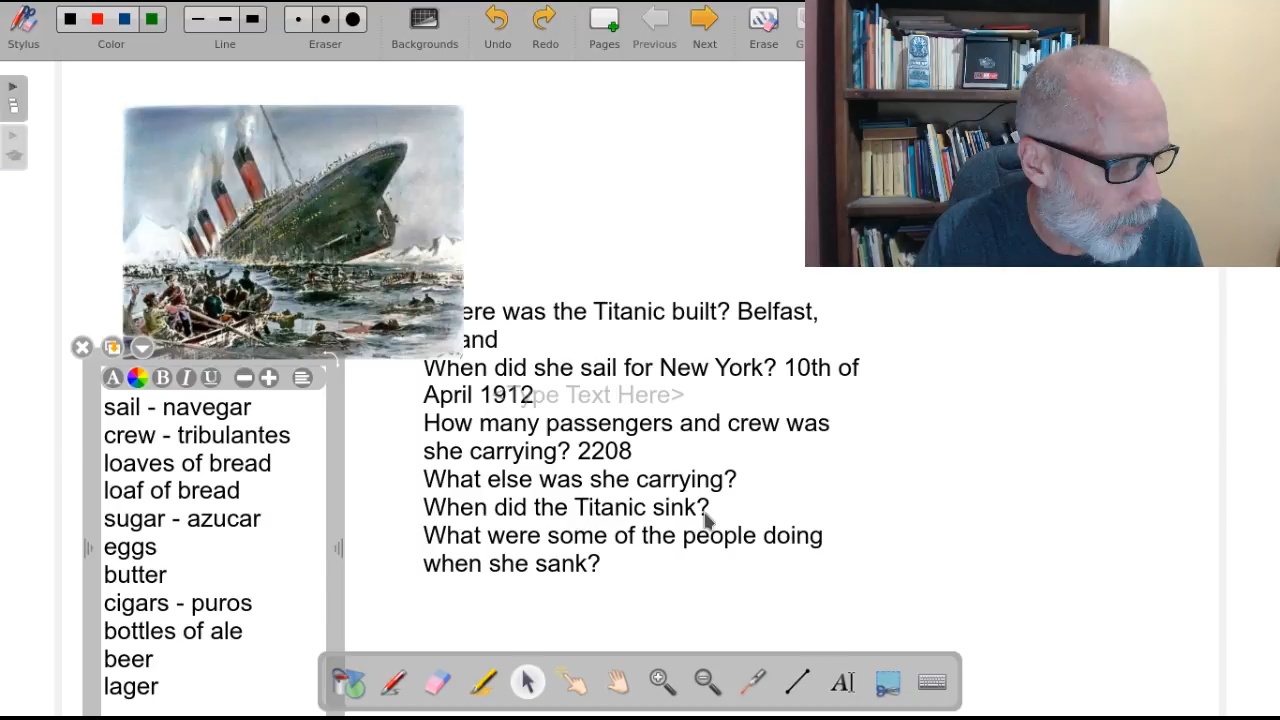 Stylus
Color
Line
Eraser
Backgrounds
Undo
Redo
Pages
Previous
Next
Erase
ere was the Titanic built? Belfast,
and
When did she sail for New York? 10th of
April 1912 Type Text Here>
How many passengers and crew was
she carrying? 2208
What else was she carrying?
When did the Titanic sink?
What were some of the people doing
when she sank?
A B I U
sail - navegar
crew - tribulantes
loaves of bread
loaf of bread
sugar - azucar
eggs
butter
cigars - puros
bottles of ale
beer
lager